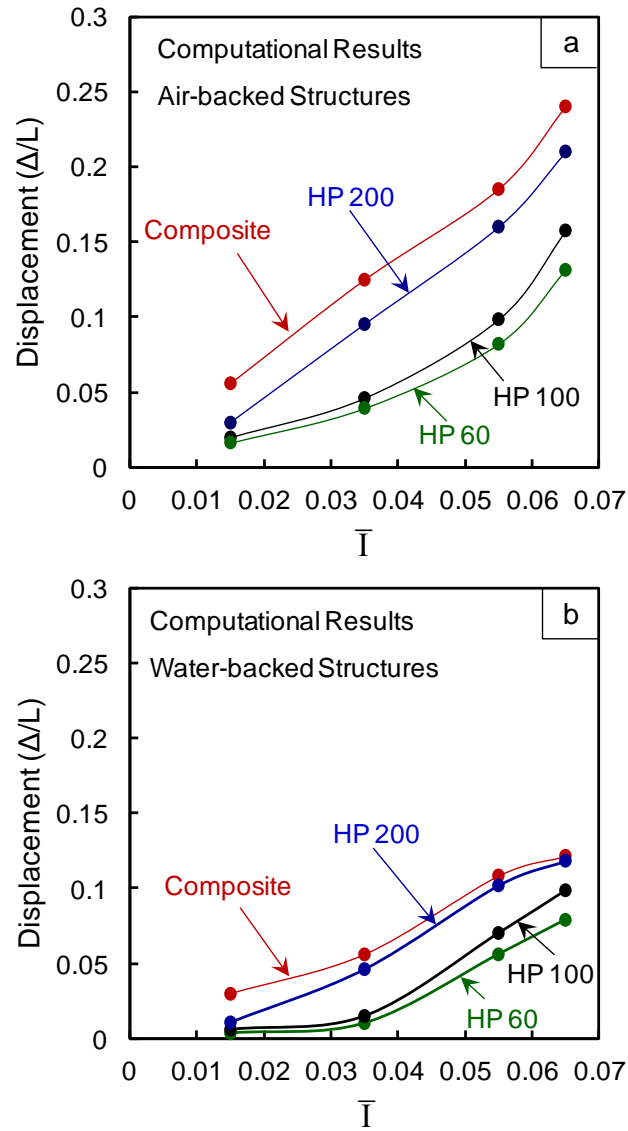 0.3
Computational Results
a
0.25
Air-backed Structures
0.2
HP 200
Composite
0.15
Displacement (Δ/L)
0.1
HP 100
0.05
HP 60
0
0 0.01 0.02 0.03 0.04 0.05 0.06 0.07
Ī
0.3
Computational Results
b
0.25
Water-backed Structures
0.2
Displacement (Δ/L)
0.15
HP 200
Composite
0.1
0.05
HP 100
HP 60
0
0 0.01 0.02 0.03 0.04 0.05 0.06 0.07
Ī